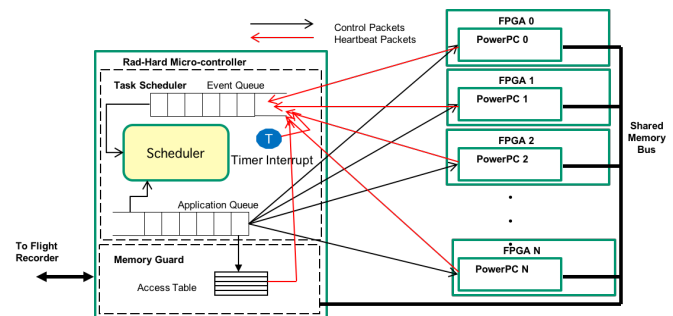 Control Packets
Heartbeat Packets
Rad-Hard Micro-controller
Task Scheduler
Event Queue
Scheduler
T
Timer Interrupt
Application Queue
To Flight
Recorder
Memory Guard
Access Table
FPGA 0
PowerPC 0
FPGA 1
PowerPC 1
FPGA 2
PowerPC 2
FPGA N
PowerPC N
Shared
Memory
Bus